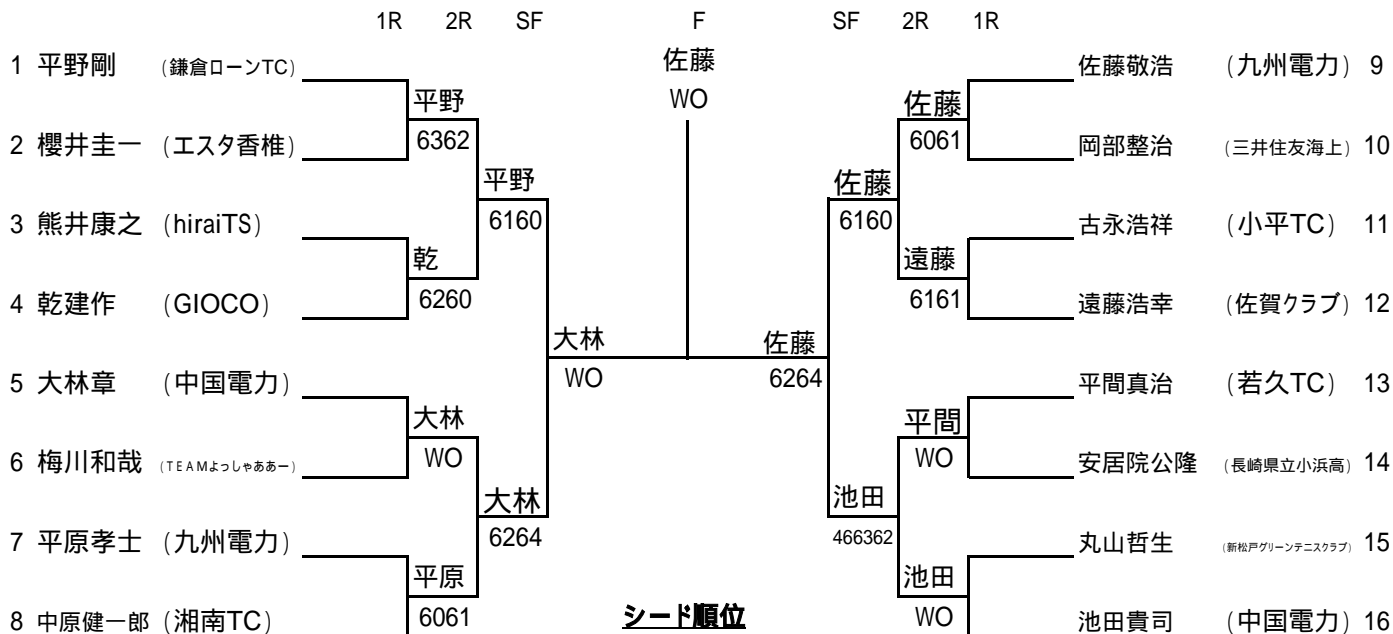 1R 2R SF F SF 2R 1R
佐藤
1 平野剛 (鎌倉ローンTC) 佐藤敬浩 (九州電力) 9
WO
平野 佐藤
6362 6061
2 櫻井圭一 (エスタ香椎) 岡部整治 (三井住友海上) 10
平野 佐藤
6160 6160
3 熊井康之 (hiraiTS) 古永浩祥 (小平TC) 11
乾 遠藤
6260 6161
4 乾建作 (GIOCO) 遠藤浩幸 (佐賀クラブ) 12
大林 佐藤
WO 6264
5 大林章 (中国電力) 平間真治 (若久TC) 13
大林 平間
WO WO
6 梅川和哉 (TEAMよっしゃああー) 安居院公隆 (長崎県立小浜高) 14
大林 池田
6264 466362
7 平原孝士 (九州電力) 丸山哲生 (新松戸グリーンテニスクラブ) 15
平原 池田
6061 WO
8 中原健一郎 (湘南TC) シード順位 池田貴司 (中国電力) 16